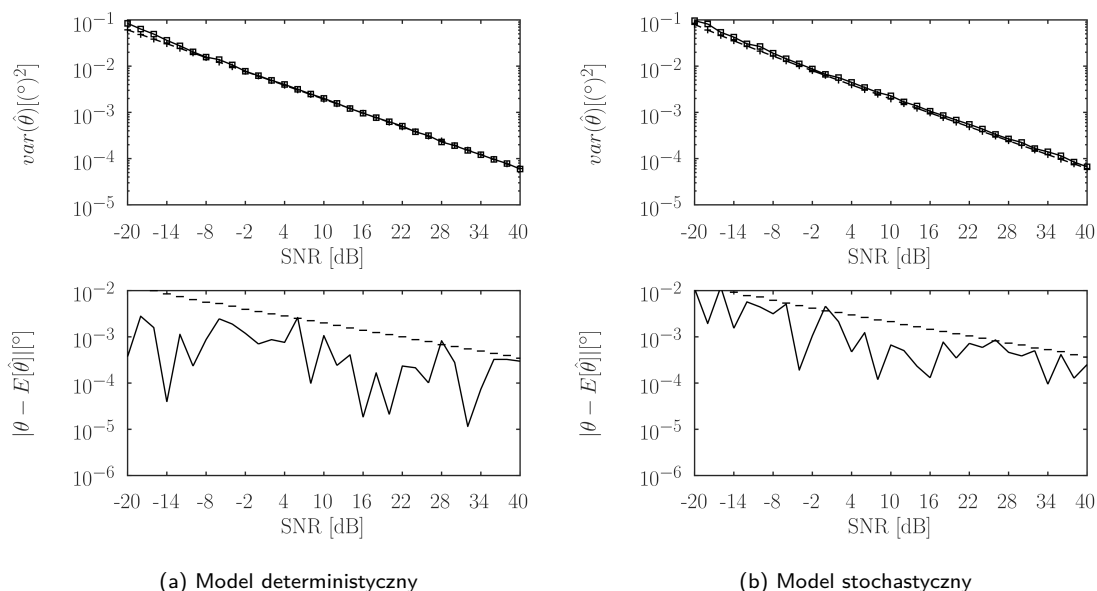 10⁻¹
10⁻²
10⁻³
10⁻⁴
10⁻⁵
var(θ̂)[(°)²]
-20 -14 -8 -2 4 10 16 22 28 34 40
SNR [dB]
10⁻²
10⁻³
10⁻⁴
10⁻⁵
10⁻⁶
|θ − E[θ̂]|[°]
-20 -14 -8 -2 4 10 16 22 28 34 40
SNR [dB]
(a) Model deterministyczny
10⁻¹
10⁻²
10⁻³
10⁻⁴
10⁻⁵
var(θ̂)[(°)²]
-20 -14 -8 -2 4 10 16 22 28 34 40
SNR [dB]
10⁻²
10⁻³
10⁻⁴
10⁻⁵
10⁻⁶
|θ − E[θ̂]|[°]
-20 -14 -8 -2 4 10 16 22 28 34 40
SNR [dB]
(b) Model stochastyczny